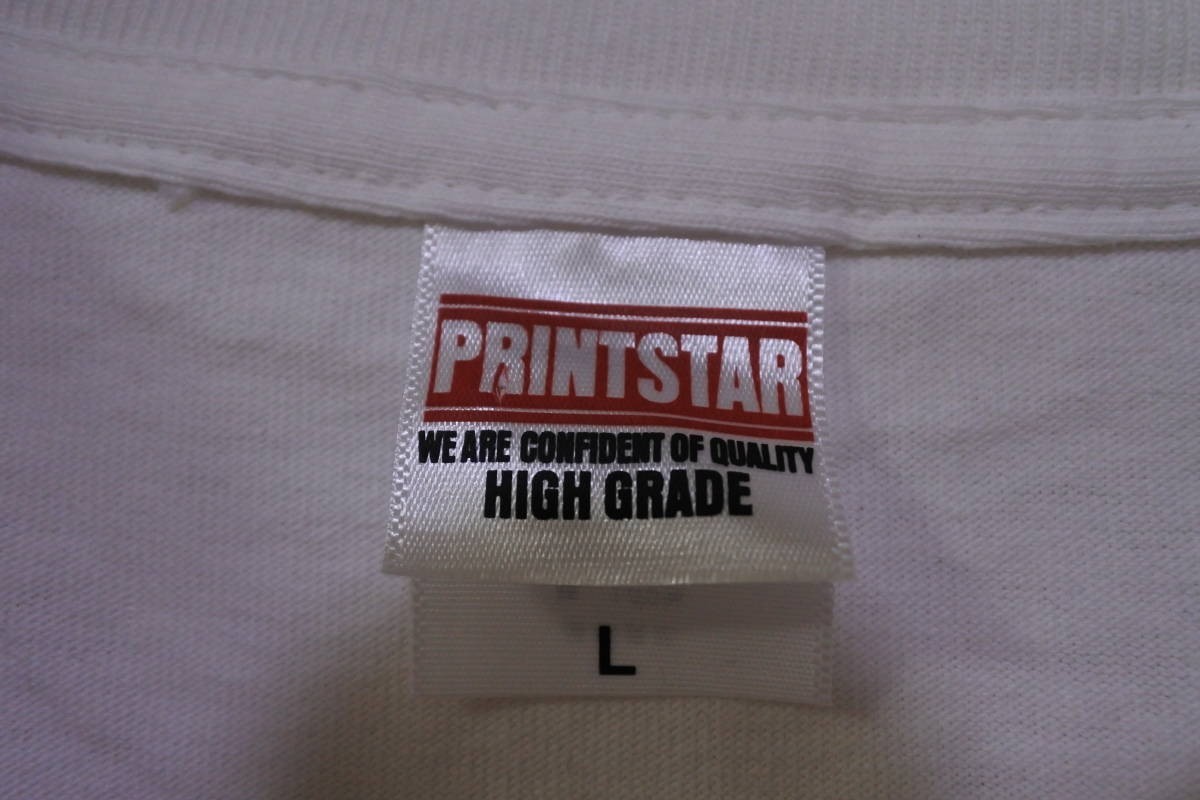 PRINTSTAR
WE ARE CONFIDENT OF QUALITY
HIGH GRADE
L